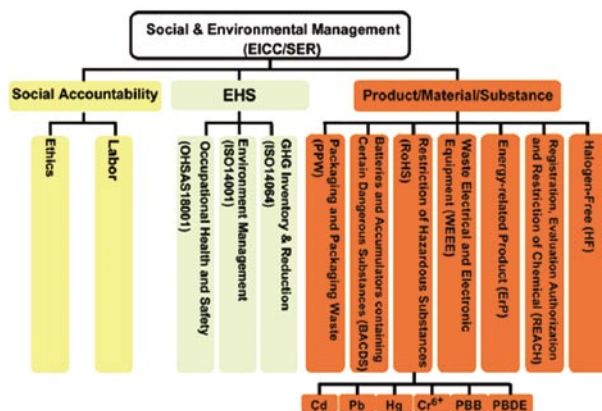 Social & Environmental Management
(EICC/SER)
Social Accountability
EHS
Product/Material/Substance
Ethics
Labor
Occupational Health and Safety
(OHSAS18001)
Environment Management
(ISO14001)
GHG Inventory & Reduction
(ISO14064)
Packaging and Packaging Waste
(PPW)
Batteries and Accumulators containing
Certain Dangerous Substances (BACDS)
Restriction of Hazardous Substances
(RoHS)
Waste Electrical and Electronic
Equipment (WEEE)
Energy-related Product (ErP)
Registration, Evaluation Authorization
and Restriction of Chemical (REACH)
Halogen-Free (HF)
Cd
Pb
Hg
Cr6+
PBB
PBDE